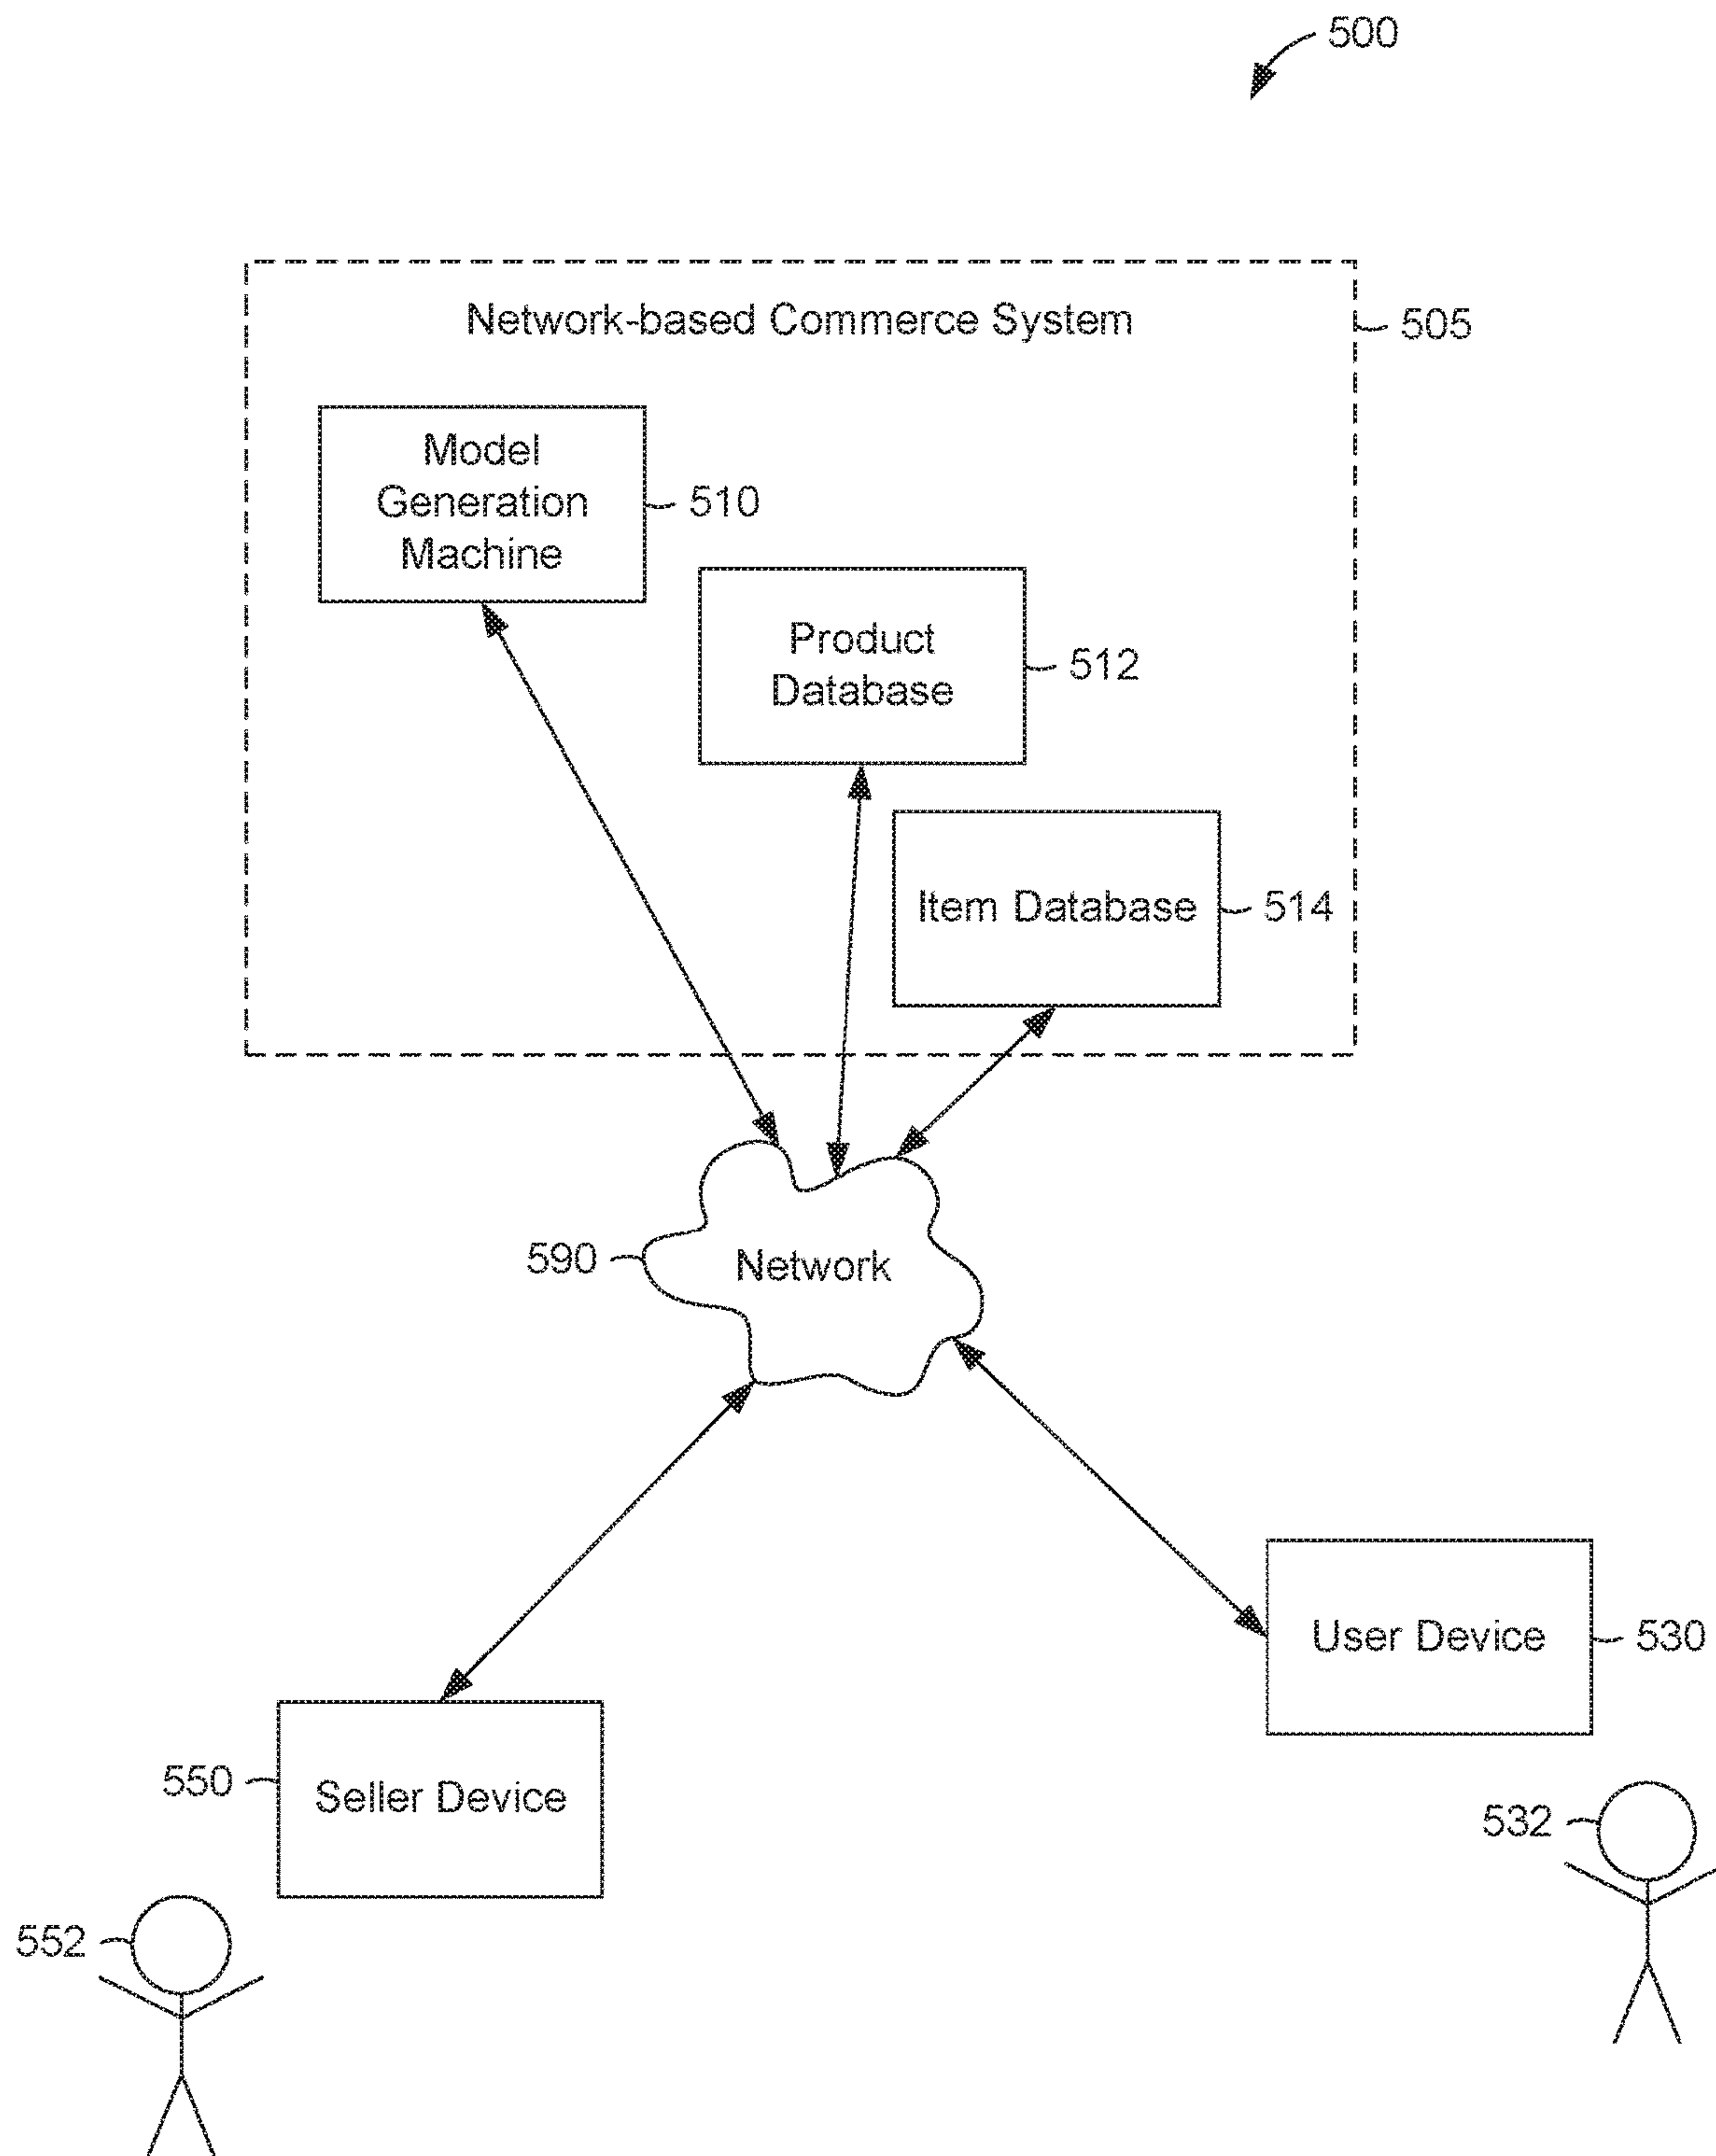 500
Network-based Commerce System
505
Model
Generation
Machine
510
Product
Database
512
Item Database
514
590
Network
User Device
530
550
Seller Device
532
552